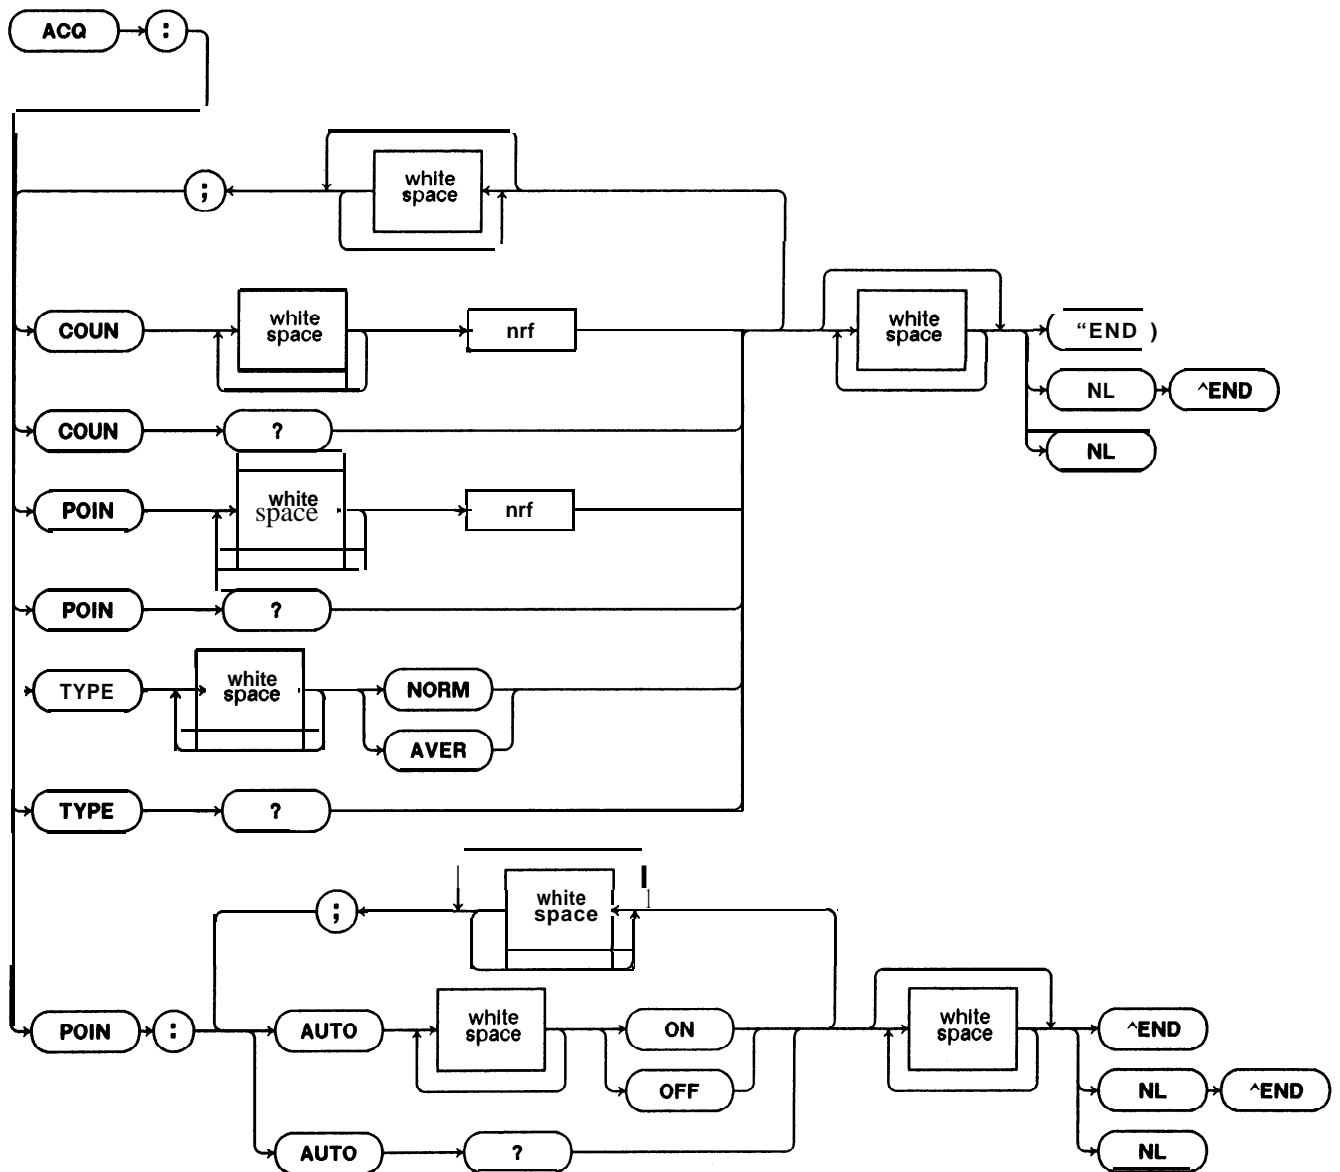 ACQ :
; white
space
COUN white
space nrf white
space “END )
NL ^END
COUN ? NL
POIN white
space nrf
POIN ?
TYPE white
space NORM
AVER
TYPE ?
; white
space
POIN : AUTO white
space ON white
space ^END
OFF NL ^END
AUTO ? NL